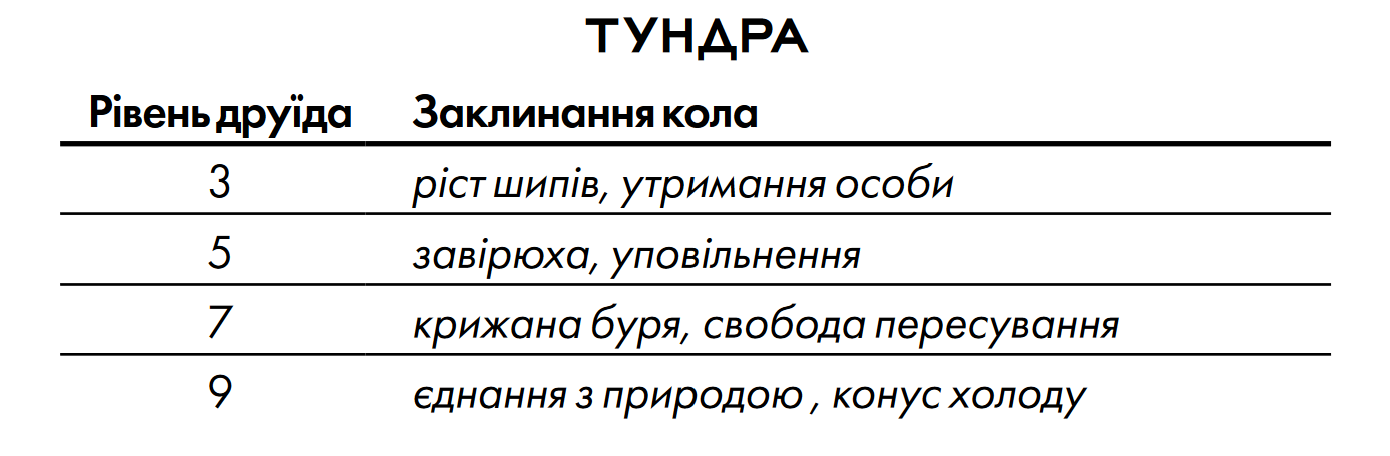 ТУНДРА
Рівень друїда Заклинання кола
3 ріст шипів, утримання особи
5 завірюха, уповільнення
7 крижана буря, свобода пересування
9 єднання з природою , конус холоду